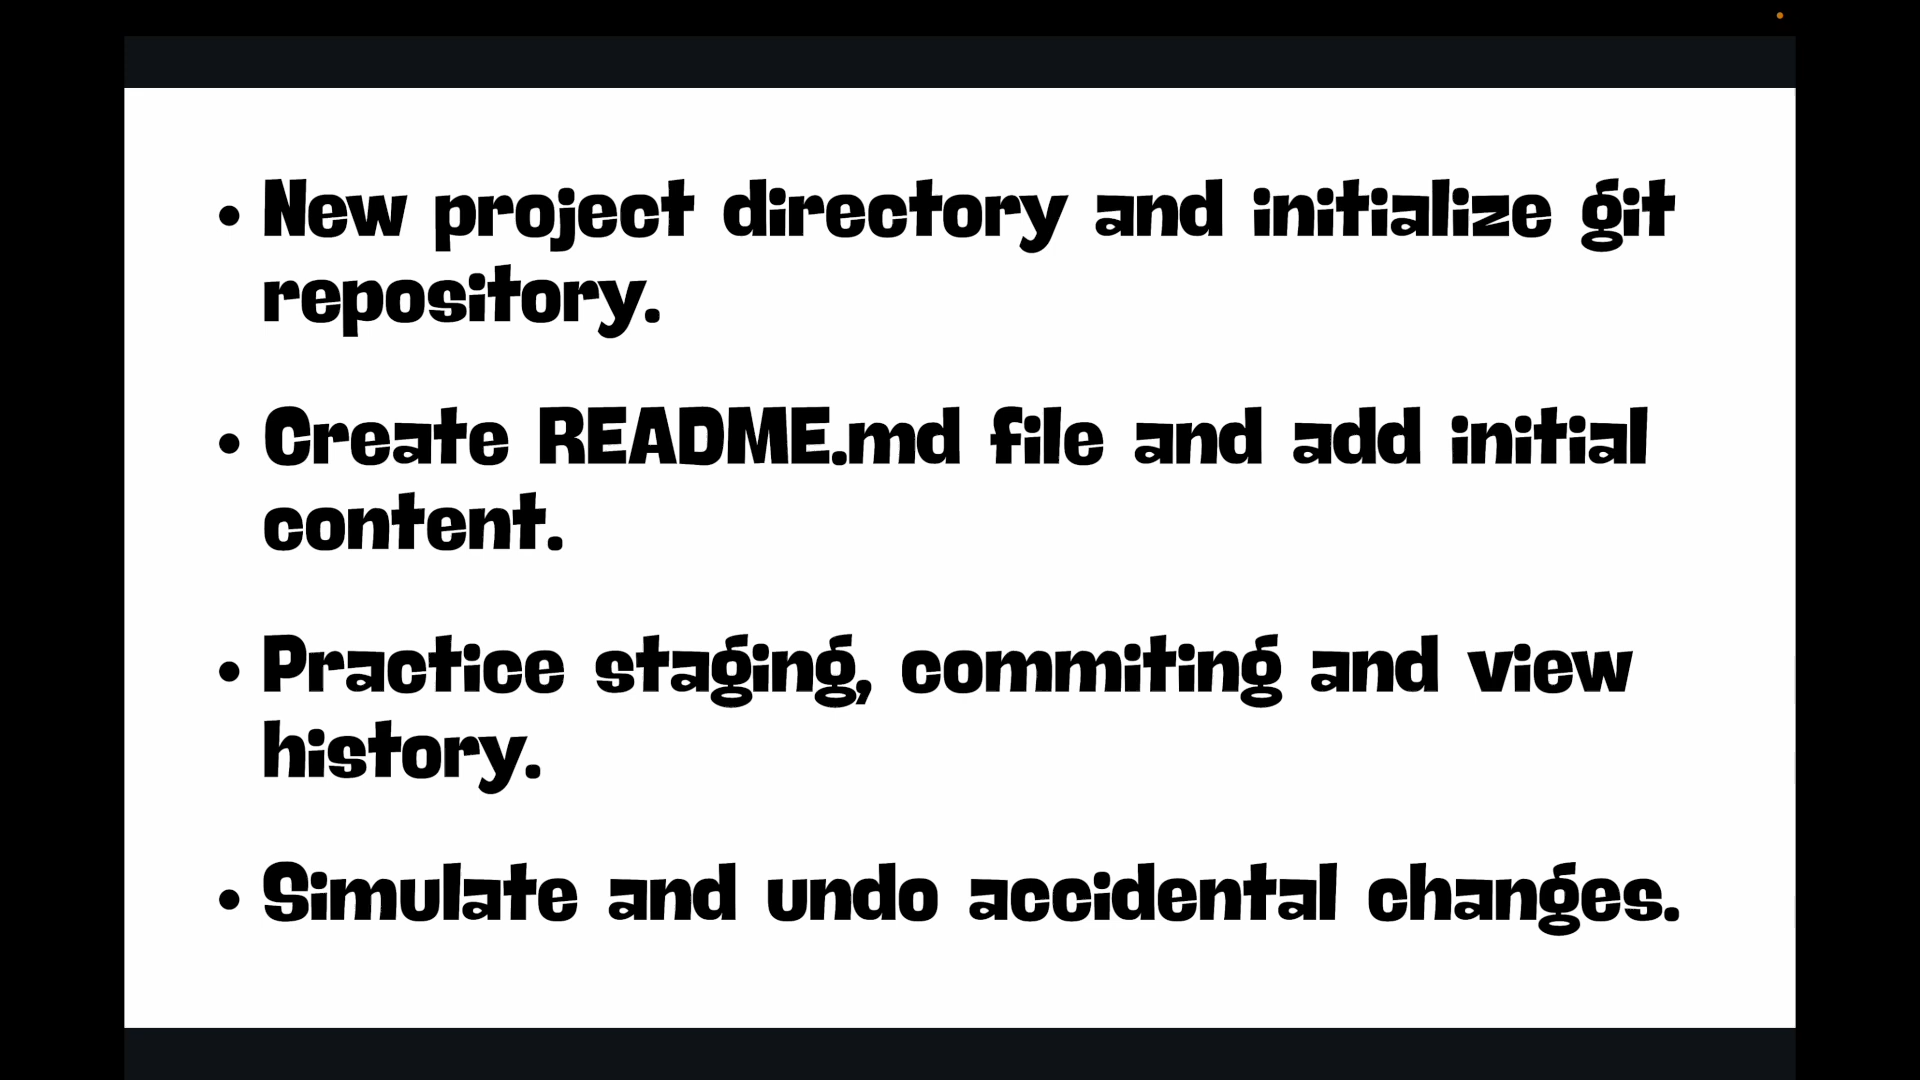 • New project directory and initialize git
repository.
• Create README.md file and add initial
content.
• Practice staging, commiting and view
history.
• Simulate and undo accidental changes.